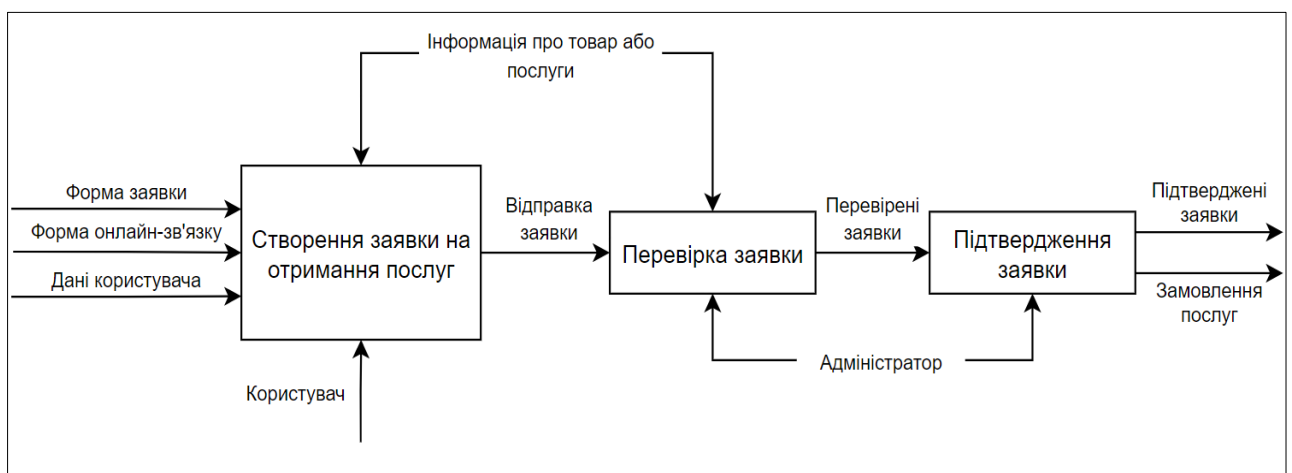 Інформація про товар або
послуги
Форма заявки
Форма онлайн-зв'язку
Дані користувача
Створення заявки на
отримання послуг
Відправка
заявки
Перевірка заявки
Перевірені
заявки
Підтвердження
заявки
Підтверджені
заявки
Замовлення
послуг
Користувач
Адміністратор